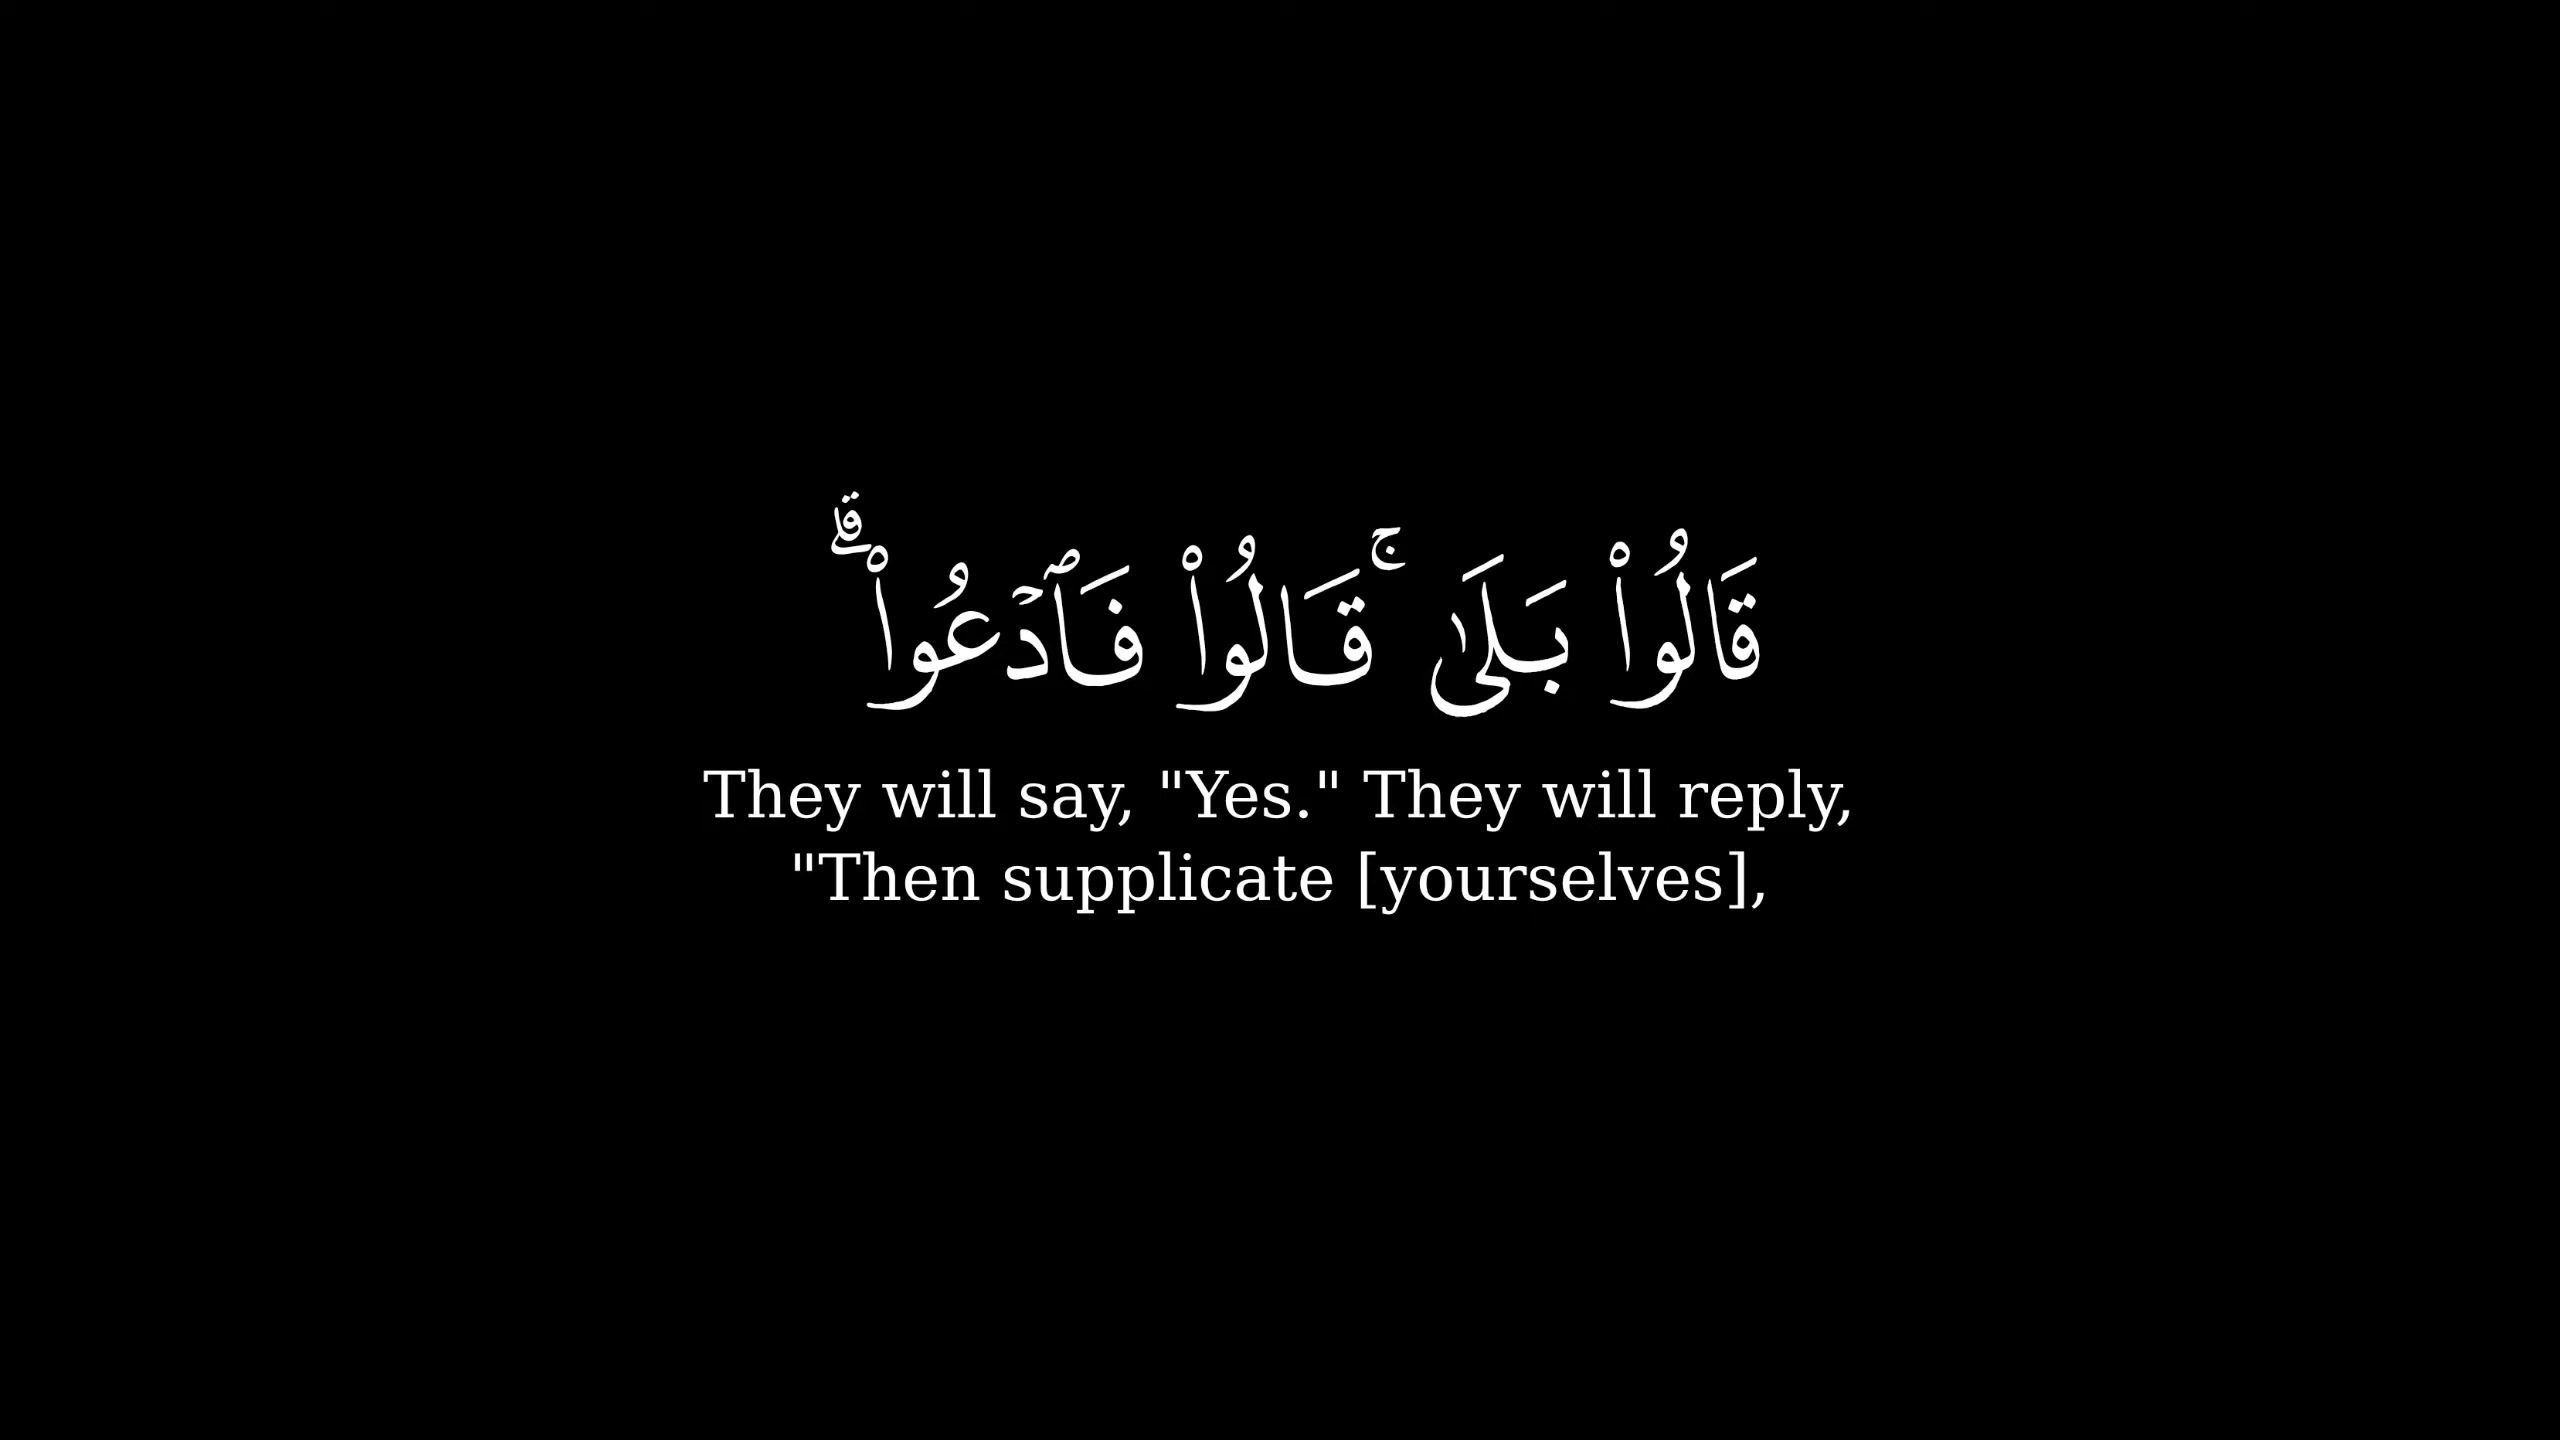 قَالُوا۟ بَلَىٰ ۚ قَالُوا۟ فَٱدْعُوا۟ ۗ
They will say, "Yes." They will reply,
"Then supplicate [yourselves],